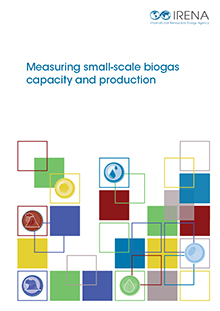 IRENA
International Renewable Energy Agency
Measuring small-scale biogas
capacity and production